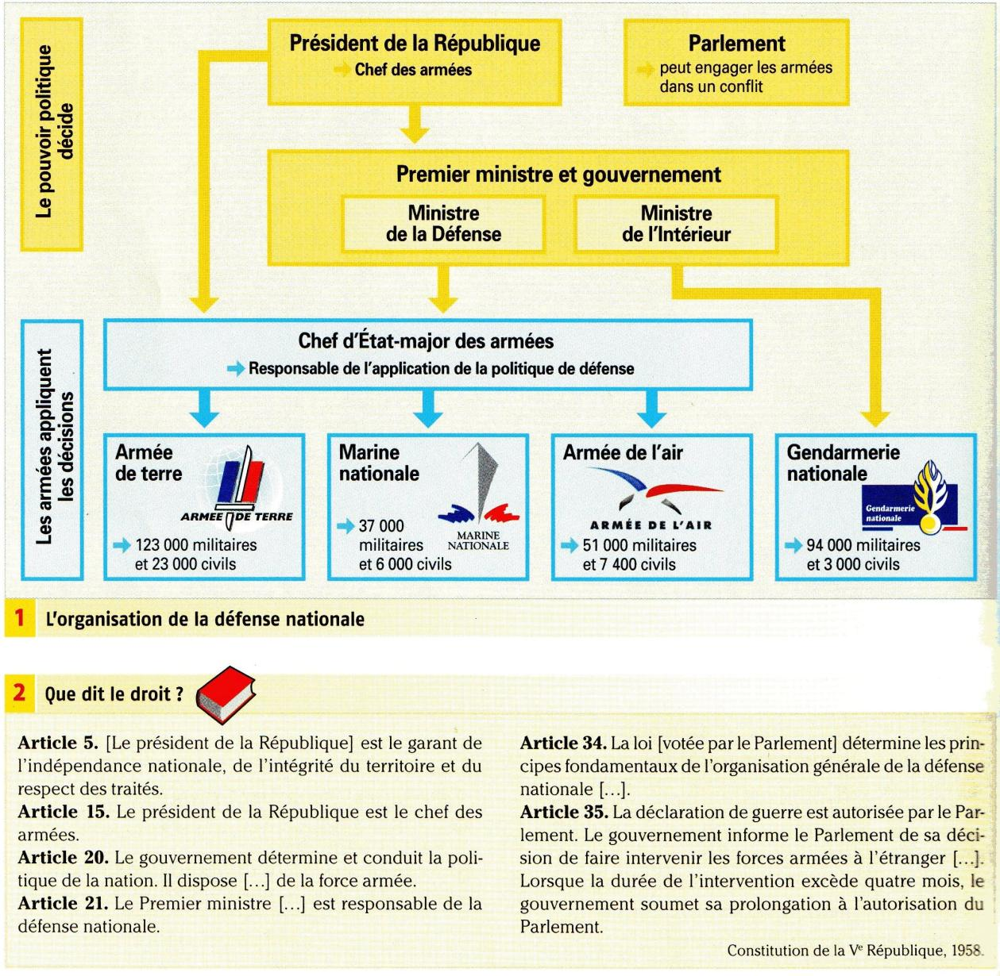 Le pouvoir politique
décide
Président de la République
Chef des armées
Parlement
peut engager les armées
dans un conflit
Premier ministre et gouvernement
Ministre
de la Défense
Ministre
de l'Intérieur
Les armées appliquent
les décisions
Chef d'État-major des armées
Responsable de l'application de la politique de défense
Armée
de terre
ARMEE DE TERRE
123 000 militaires
et 23 000 civils
Marine
nationale
MARINE
NATIONALE
37 000
militaires
et 6 000 civils
Armée de l'air
ARMÉE DE L'AIR
51 000 militaires
et 7 400 civils
Gendarmerie
nationale
Gendarmerie
nationale
94 000 militaires
et 3 000 civils
1 L'organisation de la défense nationale
2 Que dit le droit ?
Article 5. [Le président de la République] est le garant de
l'indépendance nationale, de l'intégrité du territoire et du
respect des traités.
Article 15. Le président de la République est le chef des
armées.
Article 20. Le gouvernement détermine et conduit la poli-
tique de la nation. Il dispose [...] de la force armée.
Article 21. Le Premier ministre [...] est responsable de la
défense nationale.
Article 34. La loi [votée par le Parlement] détermine les prin-
cipes fondamentaux de l'organisation générale de la défense
nationale [...].
Article 35. La déclaration de guerre est autorisée par le Par-
lement. Le gouvernement informe le Parlement de sa déci-
sion de faire intervenir les forces armées à l'étranger [...].
Lorsque la durée de l'intervention excède quatre mois, le
gouvernement soumet sa prolongation à l'autorisation du
Parlement.
Constitution de la Ve République, 1958.